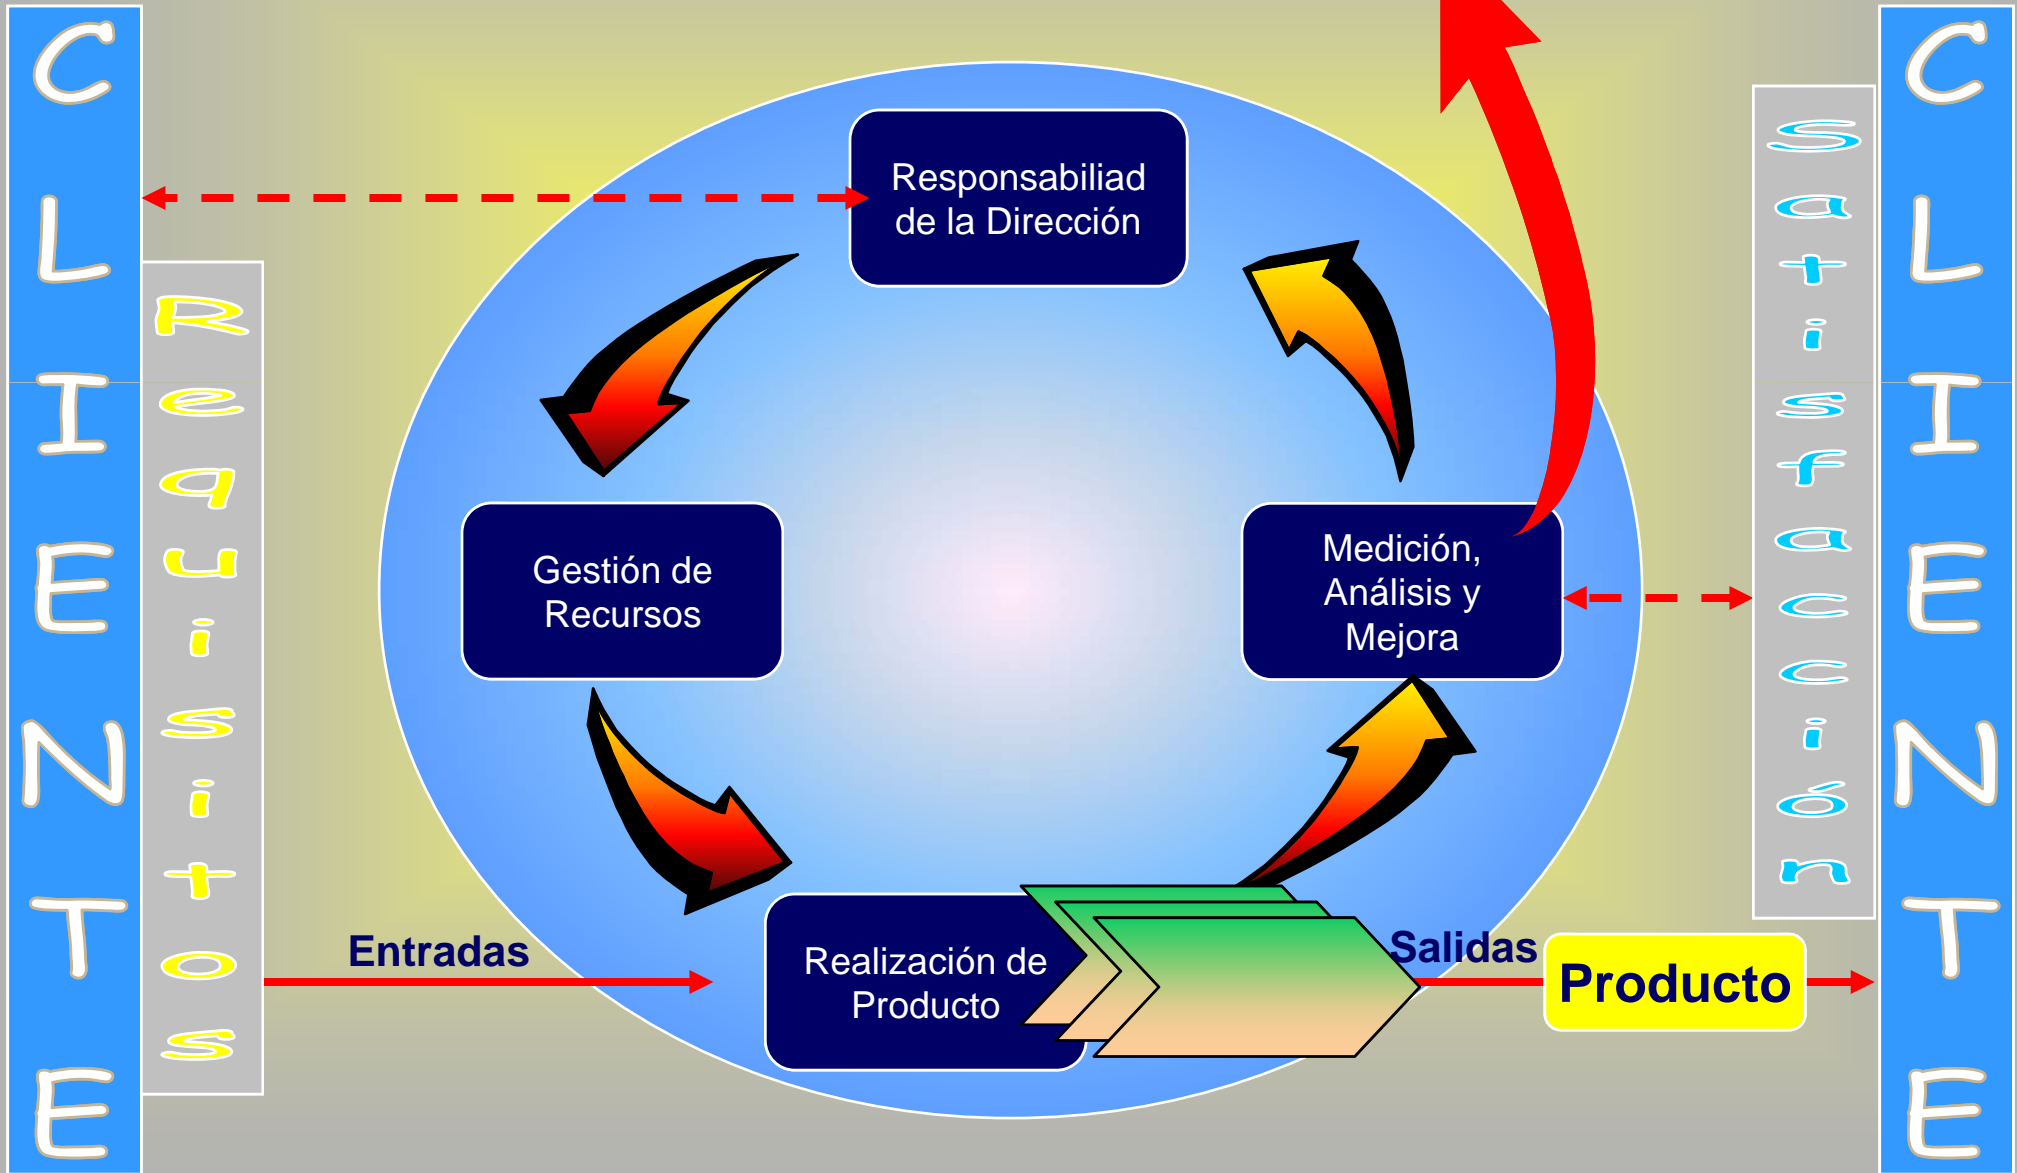 CLIENTE
Requisitos
Responsabiliad
de la Dirección
Gestión de
Recursos
Medición,
Análisis y
Mejora
Entradas
Realización de
Producto
Salidas
Producto
Satisfacción
CLIENTE